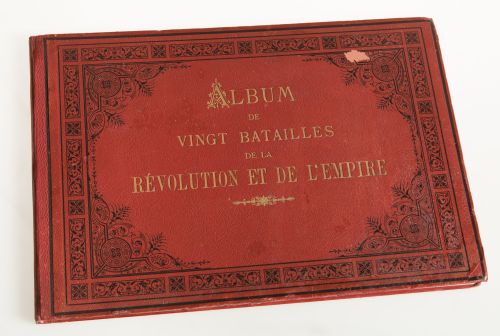 ALBUM
DE
VINGT BATAILLES
DE LA
RÉVOLUTION ET DE L'EMPIRE